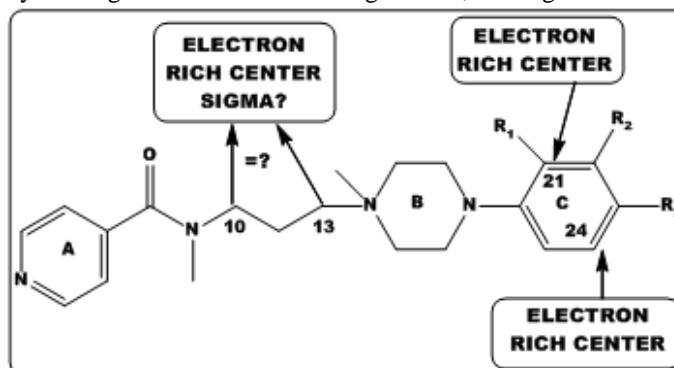 ELECTRON
RICH CENTER
SIGMA?
ELECTRON
RICH CENTER
R₁
R₂
O
=?
N
B
N
21
C
R
N
10
13
24
A
N
ELECTRON
RICH CENTER